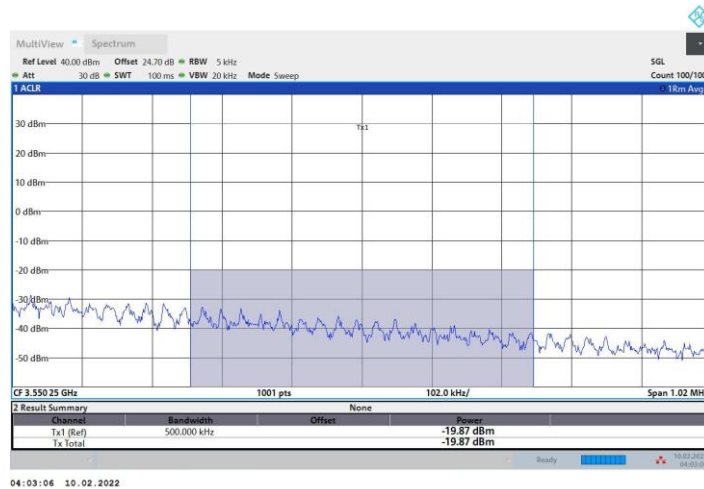 MultiView Spectrum
Ref Level 40.00 dBm Offset 24.70 dB RBW 5 kHz SGL
Att 30 dB SWT 100 ms VBW 20 kHz Mode Sweep Count 100/100
1 ACLR 1Rm Avg
30 dBm
Tx1
20 dBm
10 dBm
0 dBm
-10 dBm
-20 dBm
-30 dBm
-40 dBm
-50 dBm
CF 3.550 25 GHz 1001 pts 102.0 kHz/ Span 1.02 MH
2 Result Summary None
Channel Bandwidth Offset Power
Tx1 (Ref) 500.000 kHz -19.87 dBm
Tx Total -19.87 dBm
Ready
04:03:06 10.02.2022